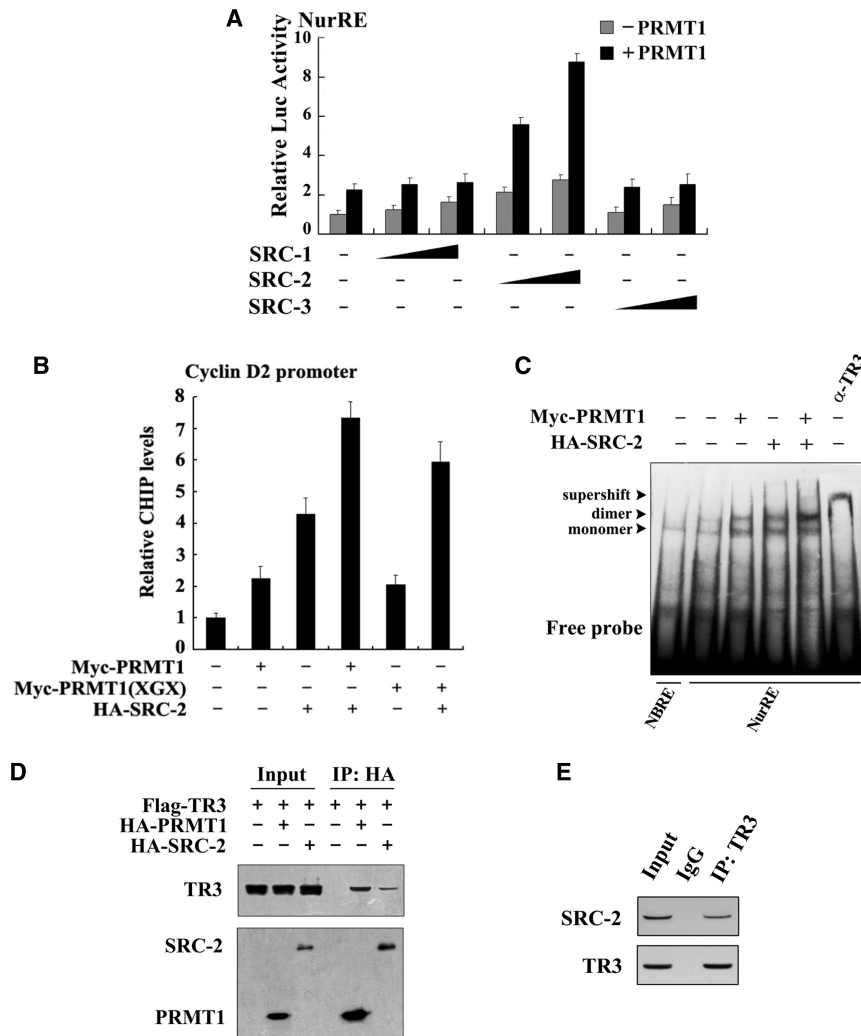 A
NurRE
– PRMT1
+ PRMT1
Relative Luc Activity
10
8
6
4
2
0
SRC-1 – – – – –
SRC-2 – – – – –
SRC-3 – – – – –
B
Cyclin D2 promoter
Relative CHIP levels
8
7
6
5
4
3
2
1
0
Myc-PRMT1 – + – + – –
Myc-PRMT1(XGX) – – – – + +
HA-SRC-2 – – + + – +
C
α-TR3
Myc-PRMT1 – – + – + –
HA-SRC-2 – – – + + –
supershift
dimer
monomer
Free probe
NBRE
NurRE
D
Input IP: HA
Flag-TR3 + + + + + +
HA-PRMT1 – + – – + –
HA-SRC-2 – – + – – +
TR3
SRC-2
PRMT1
E
Input
IgG
IP: TR3
SRC-2
TR3